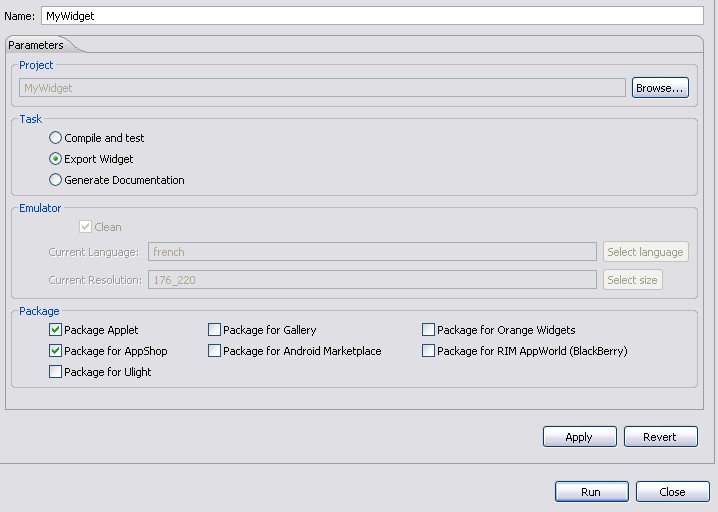 Name: MyWidget
Parameters
Project
MyWidget Browse...
Task
Compile and test
Export Widget
Generate Documentation
Emulator
Clean
Current Language: french Select language
Current Resolution: 176_220 Select size
Package
Package Applet Package for Gallery Package for Orange Widgets
Package for AppShop Package for Android Marketplace Package for RIM AppWorld (BlackBerry)
Package for Ulight
Apply Revert
Run Close